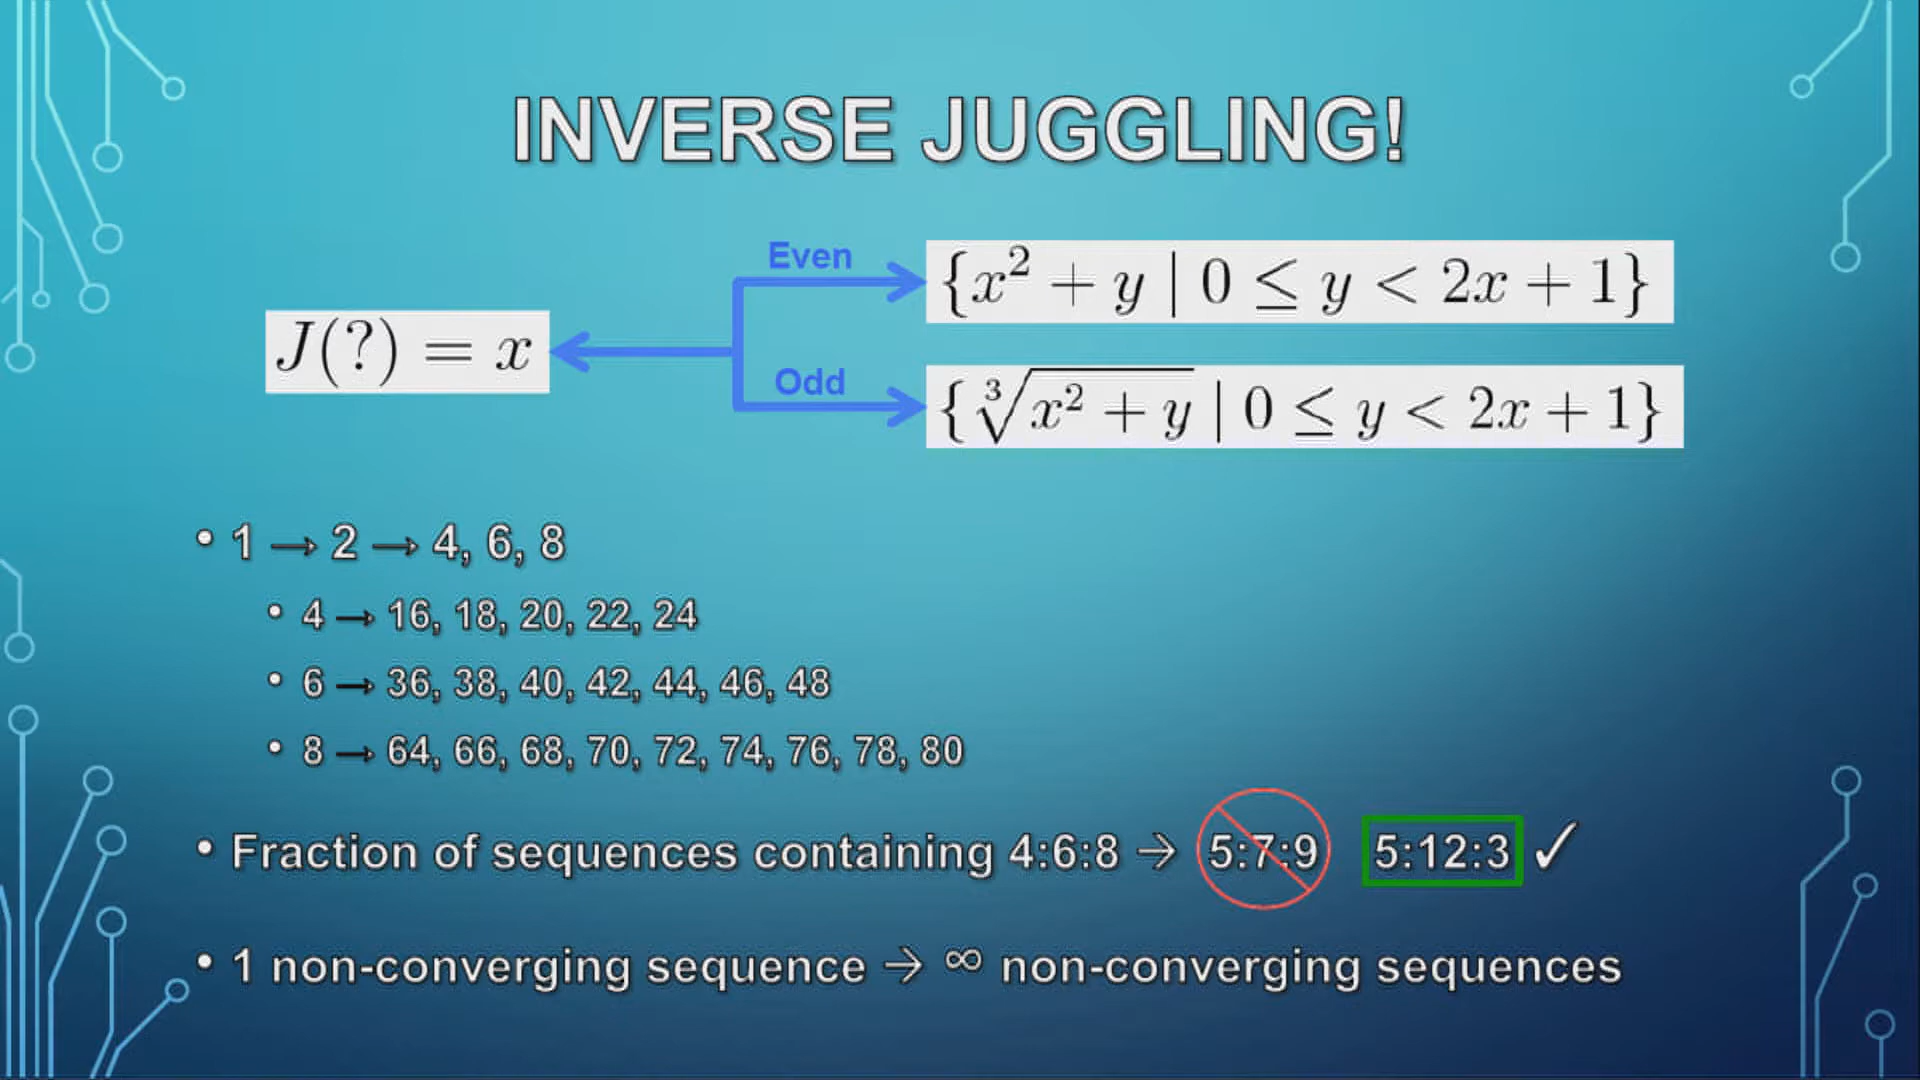 INVERSE JUGGLING!
J(?) ≡ x
Even
{x² + y | 0 ≤ y < 2x + 1}
Odd
{∛(x² + y) | 0 ≤ y < 2x + 1}
• 1 → 2 → 4, 6, 8
• 4 → 16, 18, 20, 22, 24
• 6 → 36, 38, 40, 42, 44, 46, 48
• 8 → 64, 66, 68, 70, 72, 74, 76, 78, 80
• Fraction of sequences containing 4:6:8 → 5:7:9 5:12:3 ✓
• 1 non-converging sequence → ∞ non-converging sequences